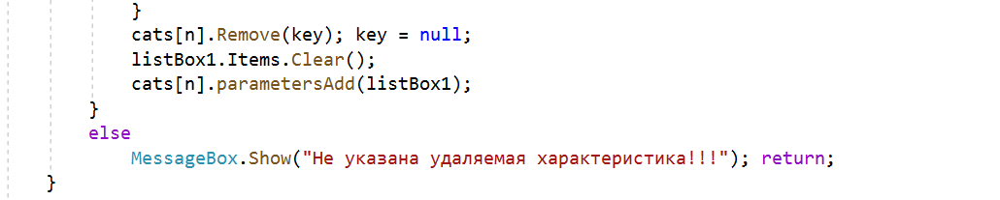 }
cats[n].Remove(key); key = null;
listBox1.Items.Clear();
cats[n].parametersAdd(listBox1);
}
else
MessageBox.Show("Не указана удаляемая характеристика!!!"); return;
}